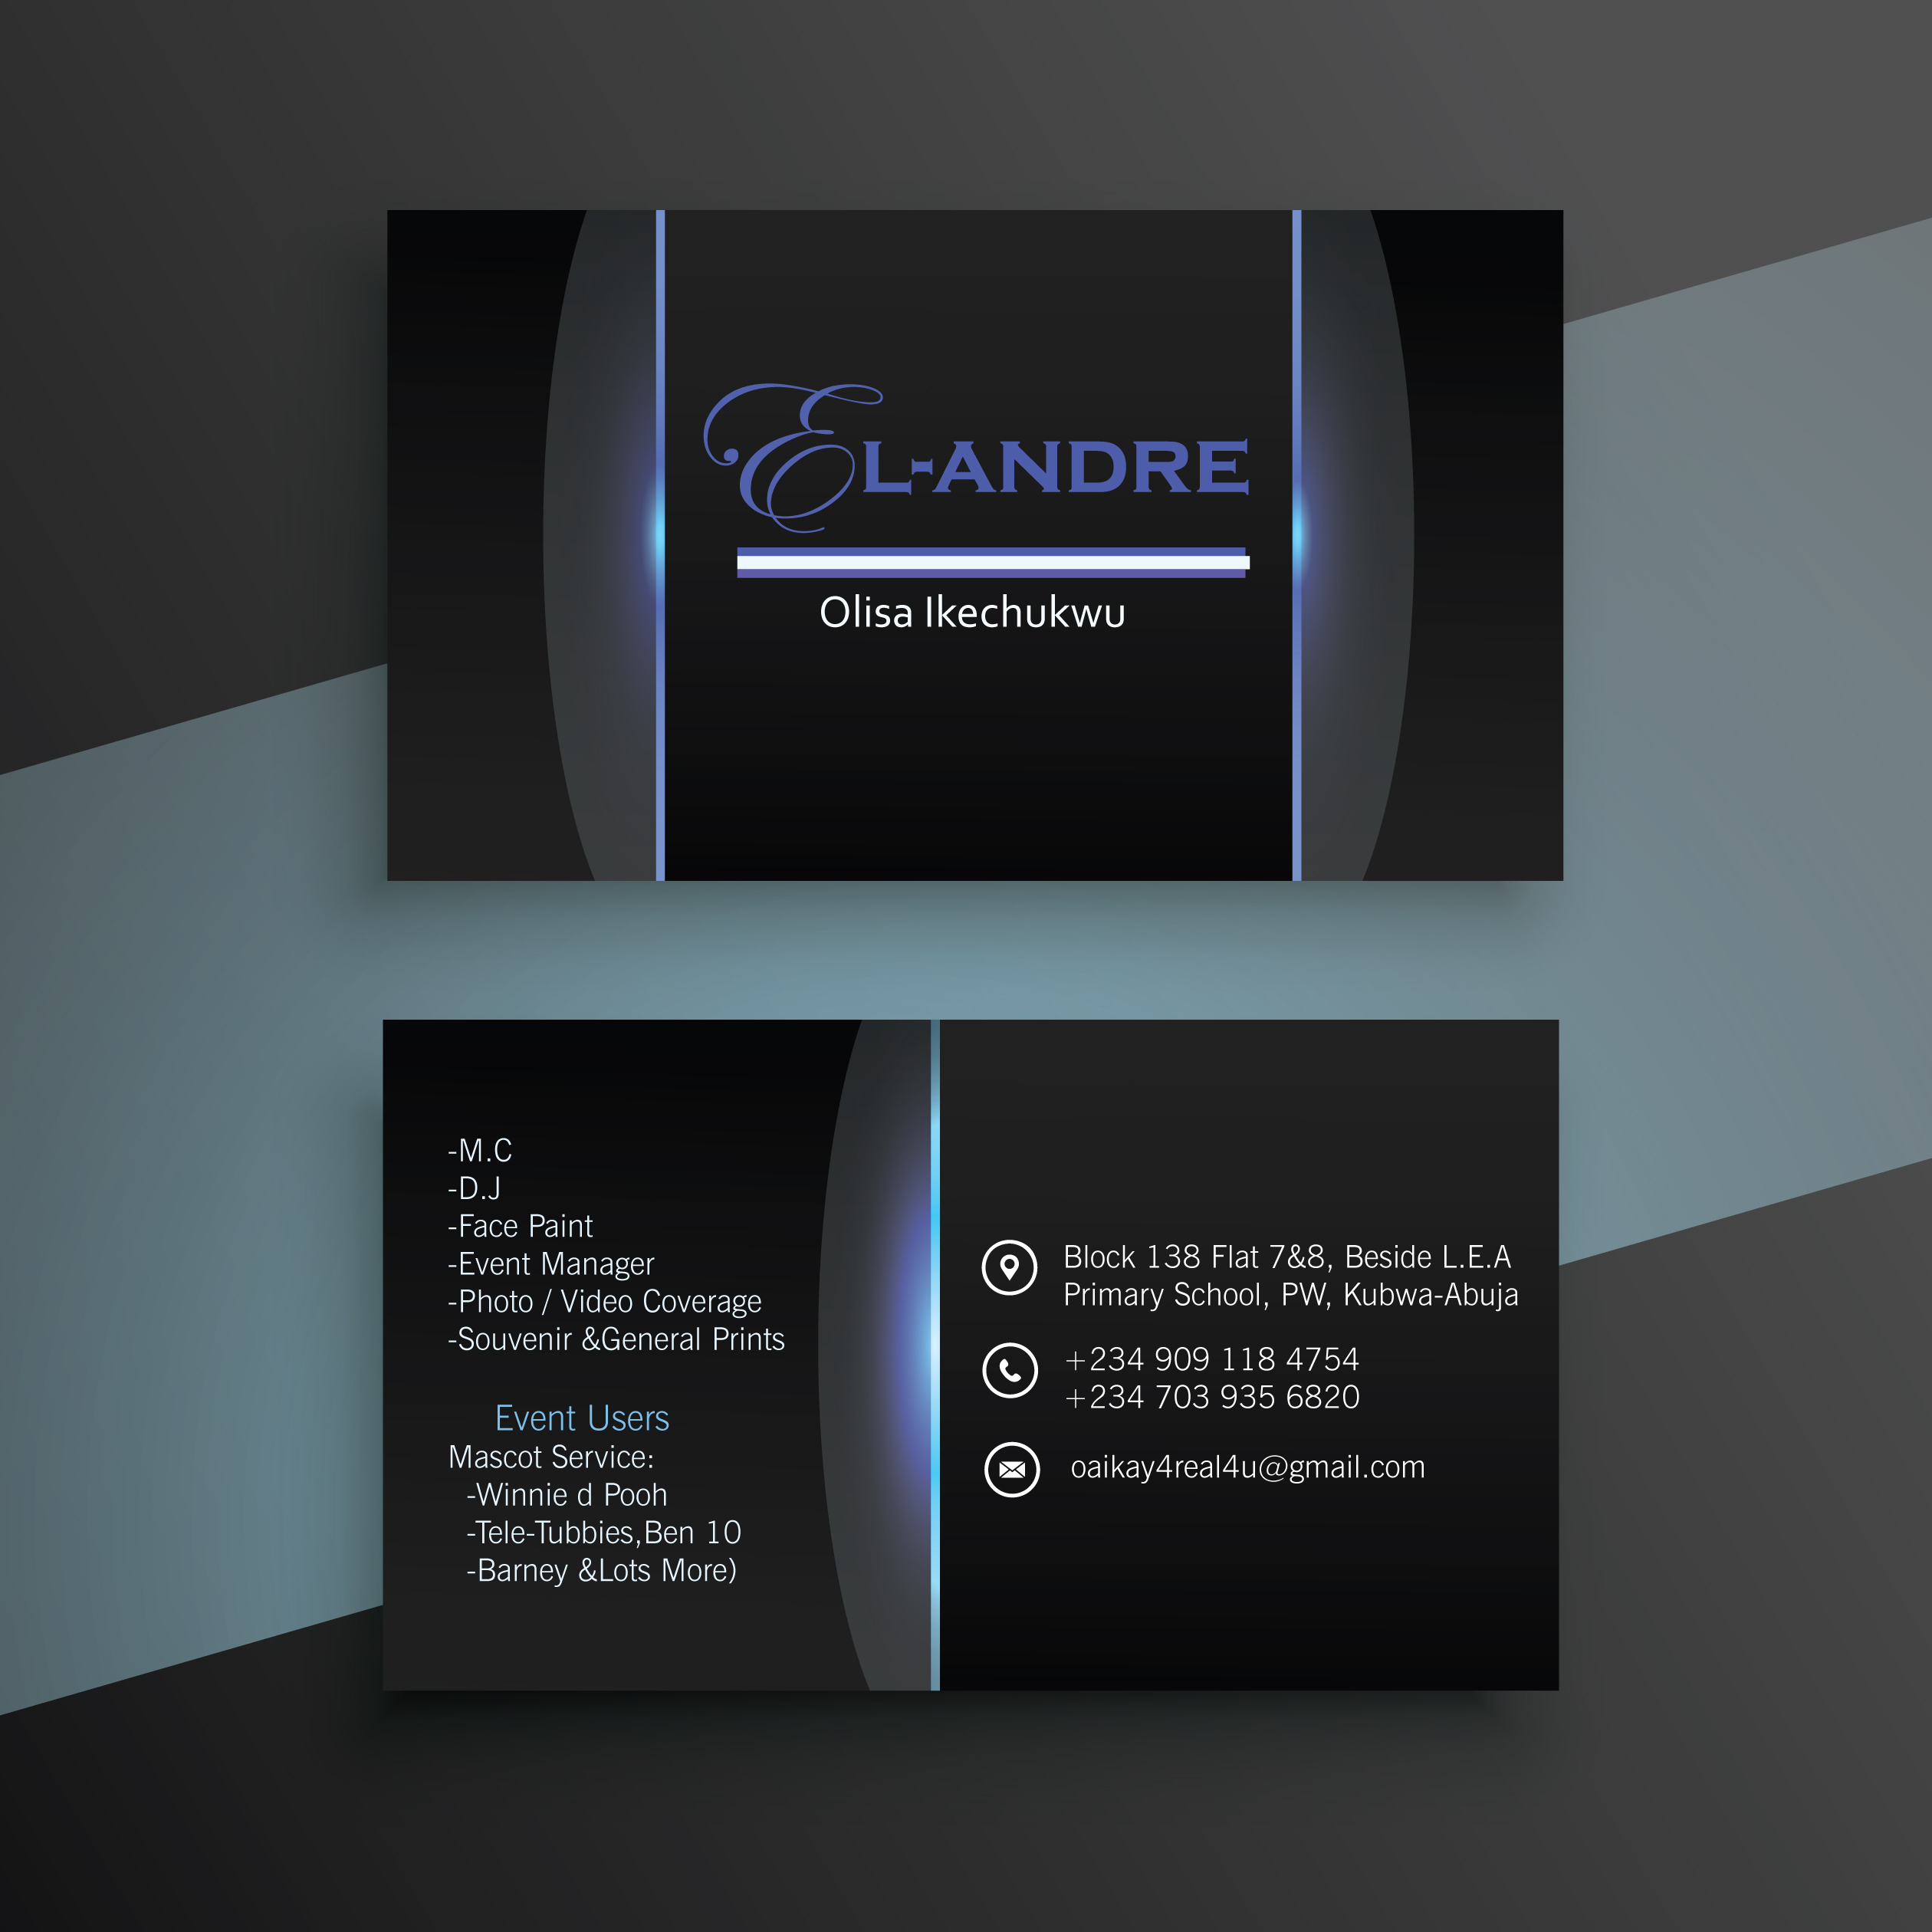 EL-ANDRE
Olisa Ikechukwu
-M.C
-D.J
-Face Paint
-Event Manager
-Photo / Video Coverage
-Souvenir &General Prints
Event Users
Mascot Service:
-Winnie d Pooh
-Tele-Tubbies,Ben 10
-Barney &Lots More)
Block 138 Flat 7&8, Beside L.E.A
Primary School, PW, Kubwa-Abuja
+234 909 118 4754
+234 703 935 6820
oaikay4real4u@gmail.com